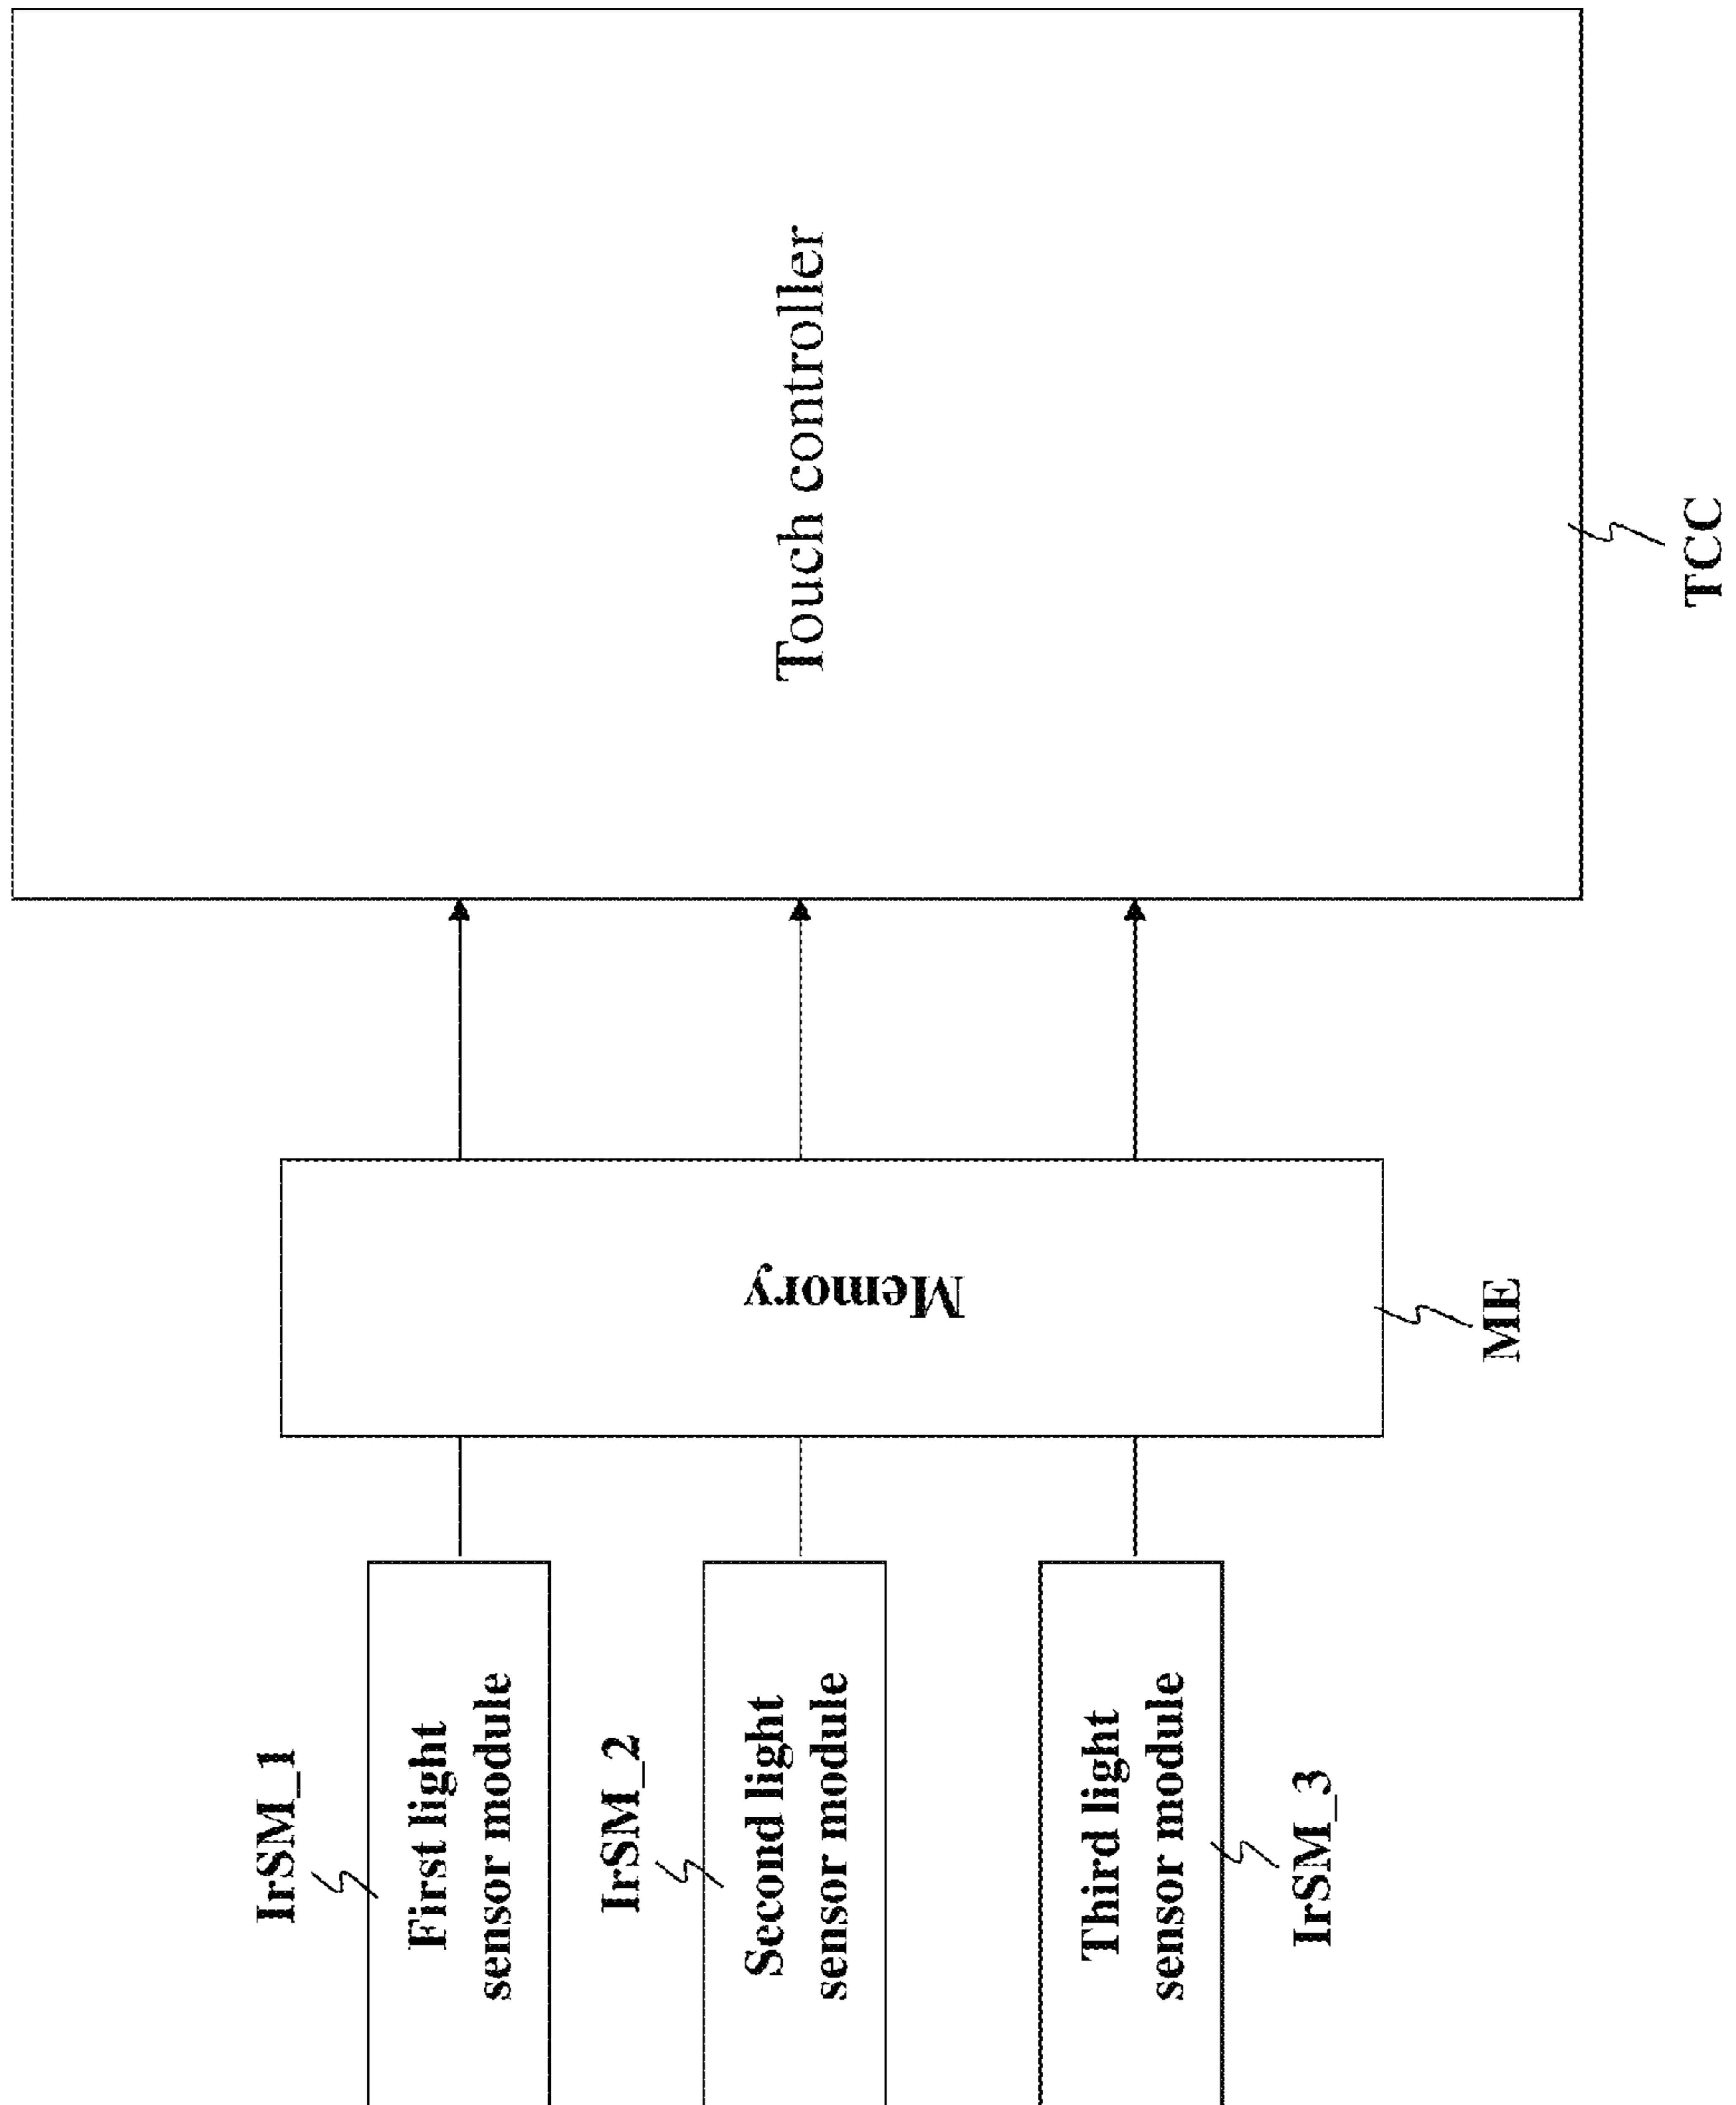 IrSM_1
First light
sensor module
IrSM_2
Second light
sensor module
Third light
sensor module
IrSM_3
Memory
ME
Touch controller
TCC